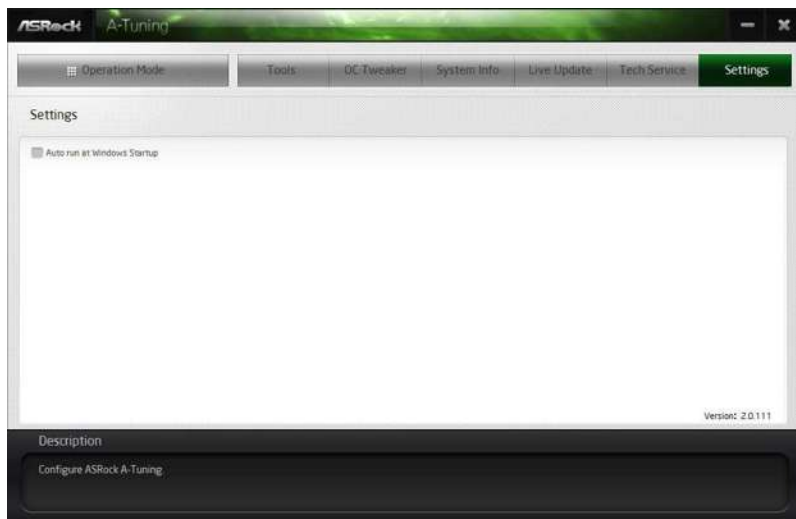 ASRock A-Tuning
Operation Mode Tools OC Tweaker System Info Live Update Tech Service Settings
Settings
Auto run at Windows Startup
Version: 2.0.111
Description
Configure ASRock A-Tuning